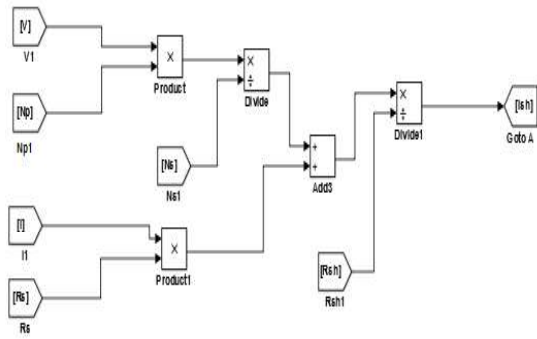 [V]
V1
×
Product
[Np]
Np1
×
÷
Divide
[Ns]
Ns1
+
+
Add3
×
÷
Divide1
[Ish]
Goto A
[I]
I1
×
Product1
[Rs]
Rs
[Rsh]
Rsh1